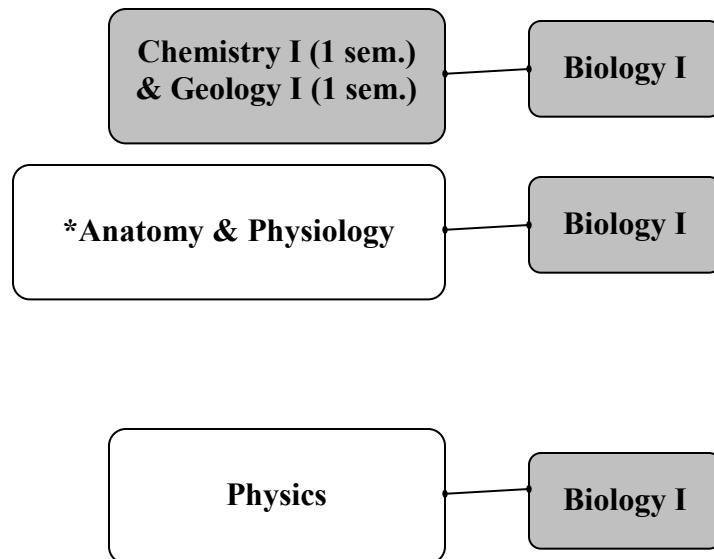 Chemistry I (1 sem.)
& Geology I (1 sem.)
Biology I
*Anatomy & Physiology
Biology I
Physics
Biology I